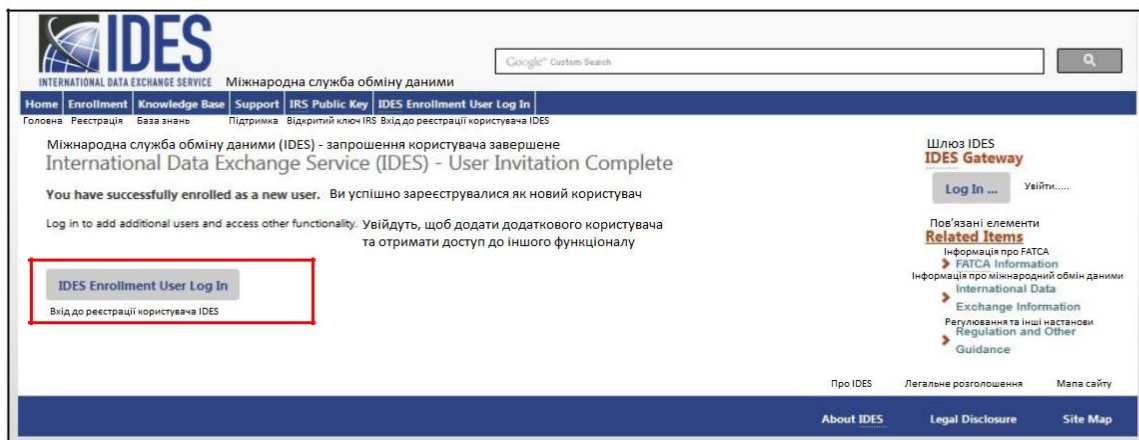 IDES
INTERNATIONAL DATA EXCHANGE SERVICE Міжнародна служба обміну даними
Google™ Custom Search
Home Enrollment Knowledge Base Support IRS Public Key IDES Enrollment User Log In
Головна Реєстрація База знань Підтримка Відкритий ключ IRS Вхід до реєстрації користувача IDES
Міжнародна служба обміну даними (IDES) - запрошення користувача завершене
International Data Exchange Service (IDES) - User Invitation Complete
You have successfully enrolled as a new user. Ви успішно зареєструвалися як новий користувач
Log in to add additional users and access other functionality. Увійдуть, щоб додати додаткового користувача
та отримати доступ до іншого функціоналу
IDES Enrollment User Log In
Вхід до реєстрації користувача IDES
Шлюз IDES
IDES Gateway
Log In ... Увійти.....
Пов'язані елементи
Related Items
Інформація про FATCA
FATCA Information
Інформація про міжнародний обмін даними
International Data
Exchange Information
Регулювання та інші настанови
Regulation and Other
Guidance
Про IDES Легальне розголошення Мапа сайту
About IDES Legal Disclosure Site Map